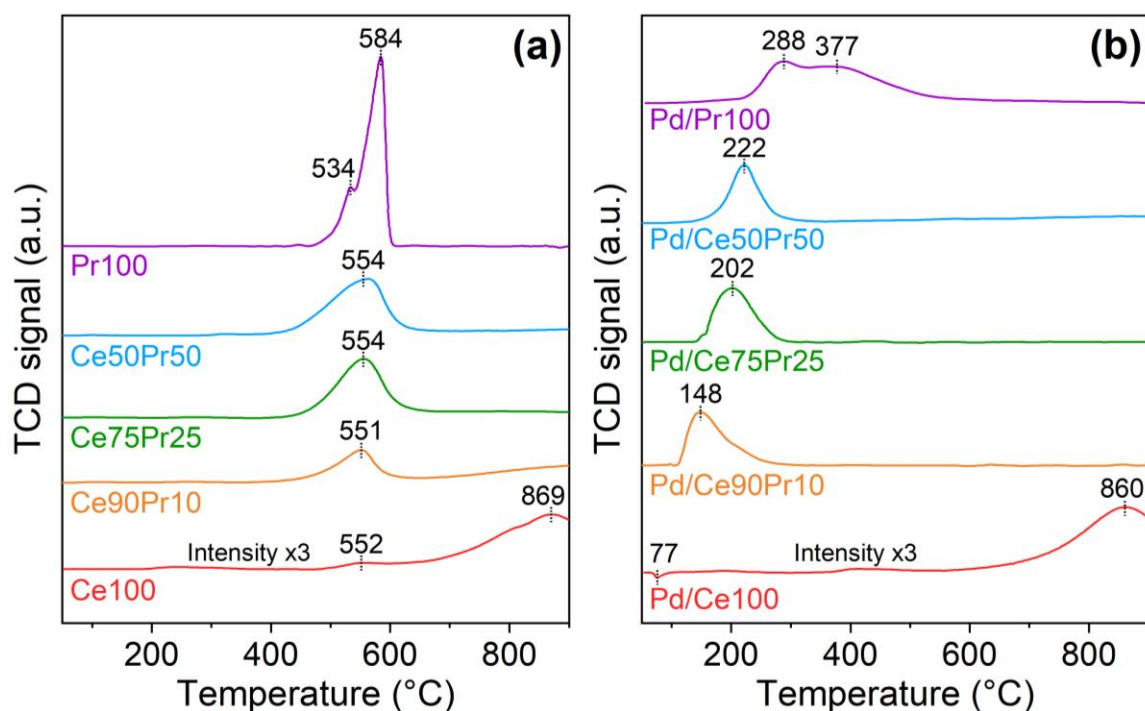 (a)
584
534
Pr100
554
Ce50Pr50
554
Ce75Pr25
551
Ce90Pr10
869
Intensity x3
552
Ce100
TCD signal (a.u.)
200 400 600 800
Temperature (°C)
(b)
288 377
Pd/Pr100
222
Pd/Ce50Pr50
202
Pd/Ce75Pr25
148
Pd/Ce90Pr10
860
77
Intensity x3
Pd/Ce100
TCD signal (a.u.)
200 400 600 800
Temperature (°C)